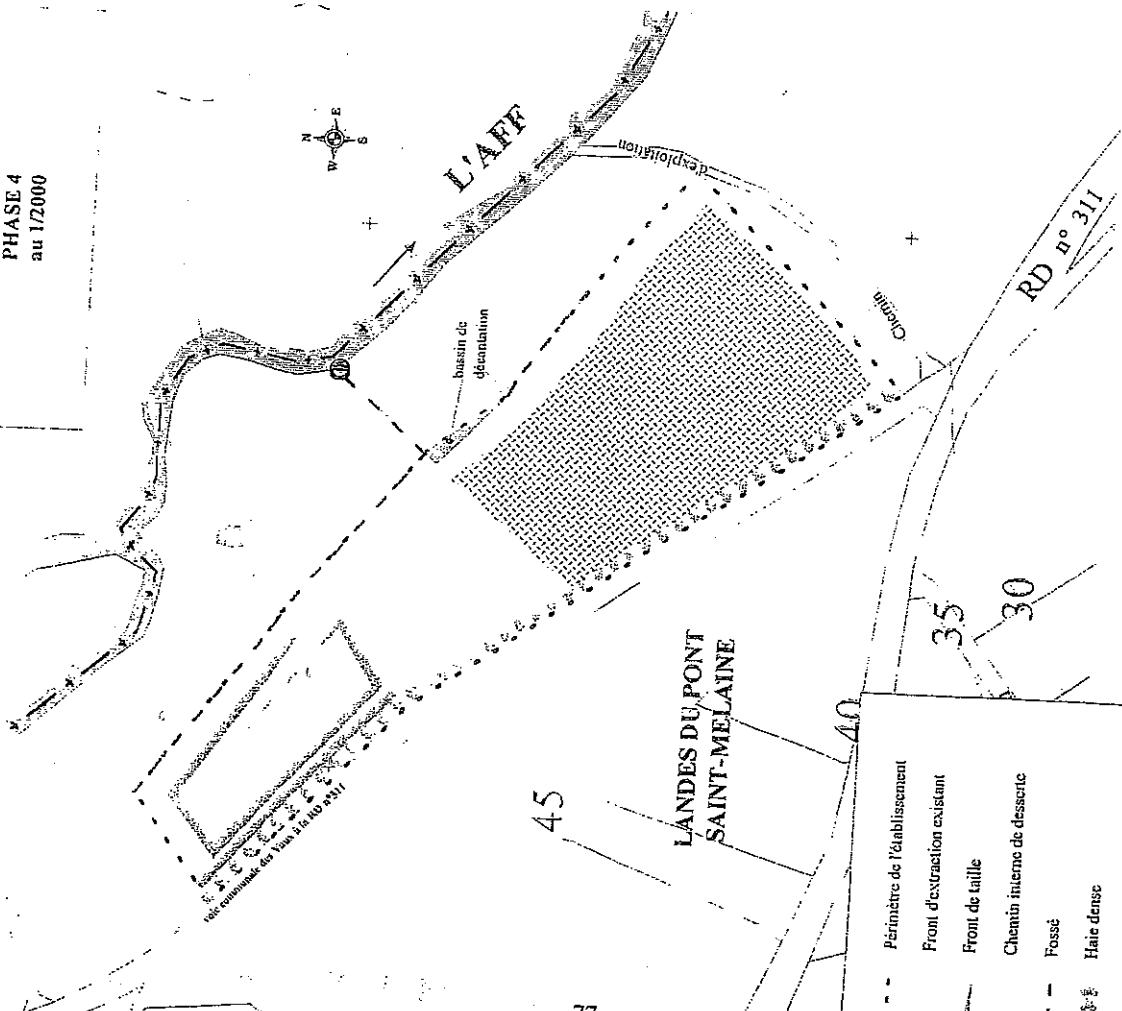 PHASE 4
au 1/2000
N
W
E
S
L'AFF
d'exploitation
bassin de
décantation
Chemin
RD n° 311
voie communale des Vaux à la RD n°311
LANDES DU PONT
SAINT-MELAINE
45
40
35
30
Périmètre de l'établissement
Front d'extraction existant
Front de taille
Chemin interne de desserte
Fossé
Haie dense